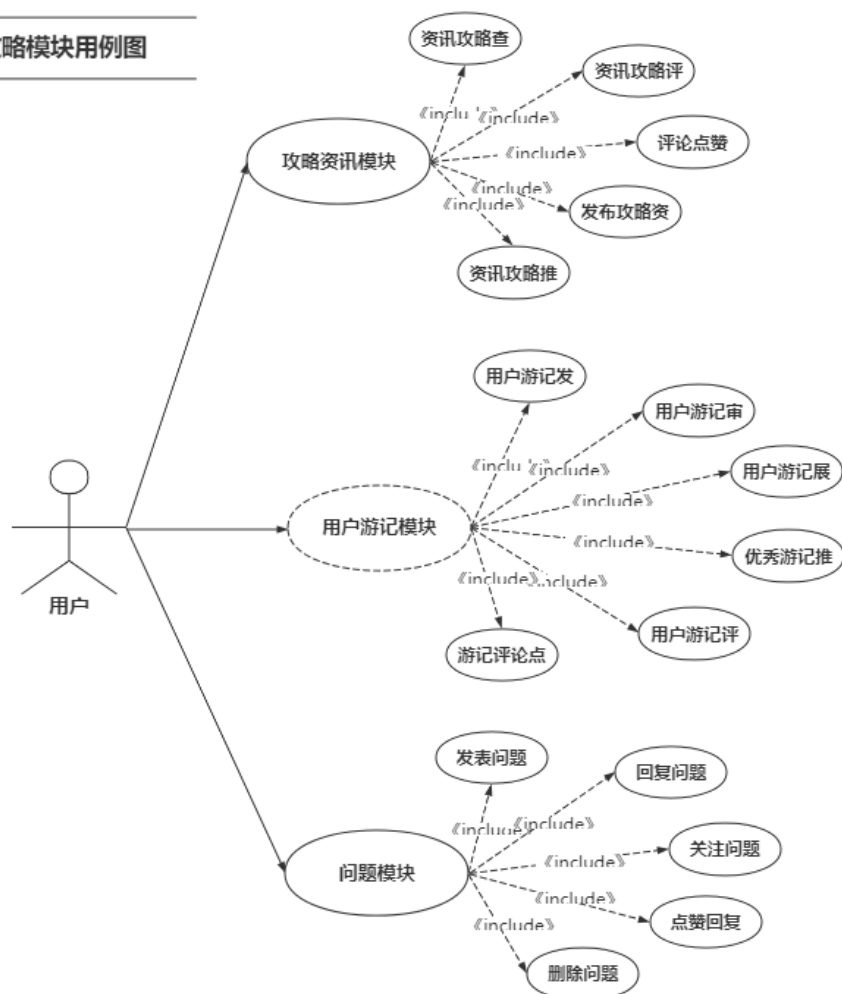 略模块用例图
资讯攻略查
资讯攻略评
《include》
评论点赞
攻略资讯模块
《include》
《include》
《include》
发布攻略资
资讯攻略推
用户游记发
用户游记审
《include》
用户游记展
《include》
用户游记模块
《include》
优秀游记推
《include》
用户游记评
游记评论点
用户
发表问题
回复问题
《include》
《include》
关注问题
《include》
问题模块
《include》
点赞回复
《include》
删除问题